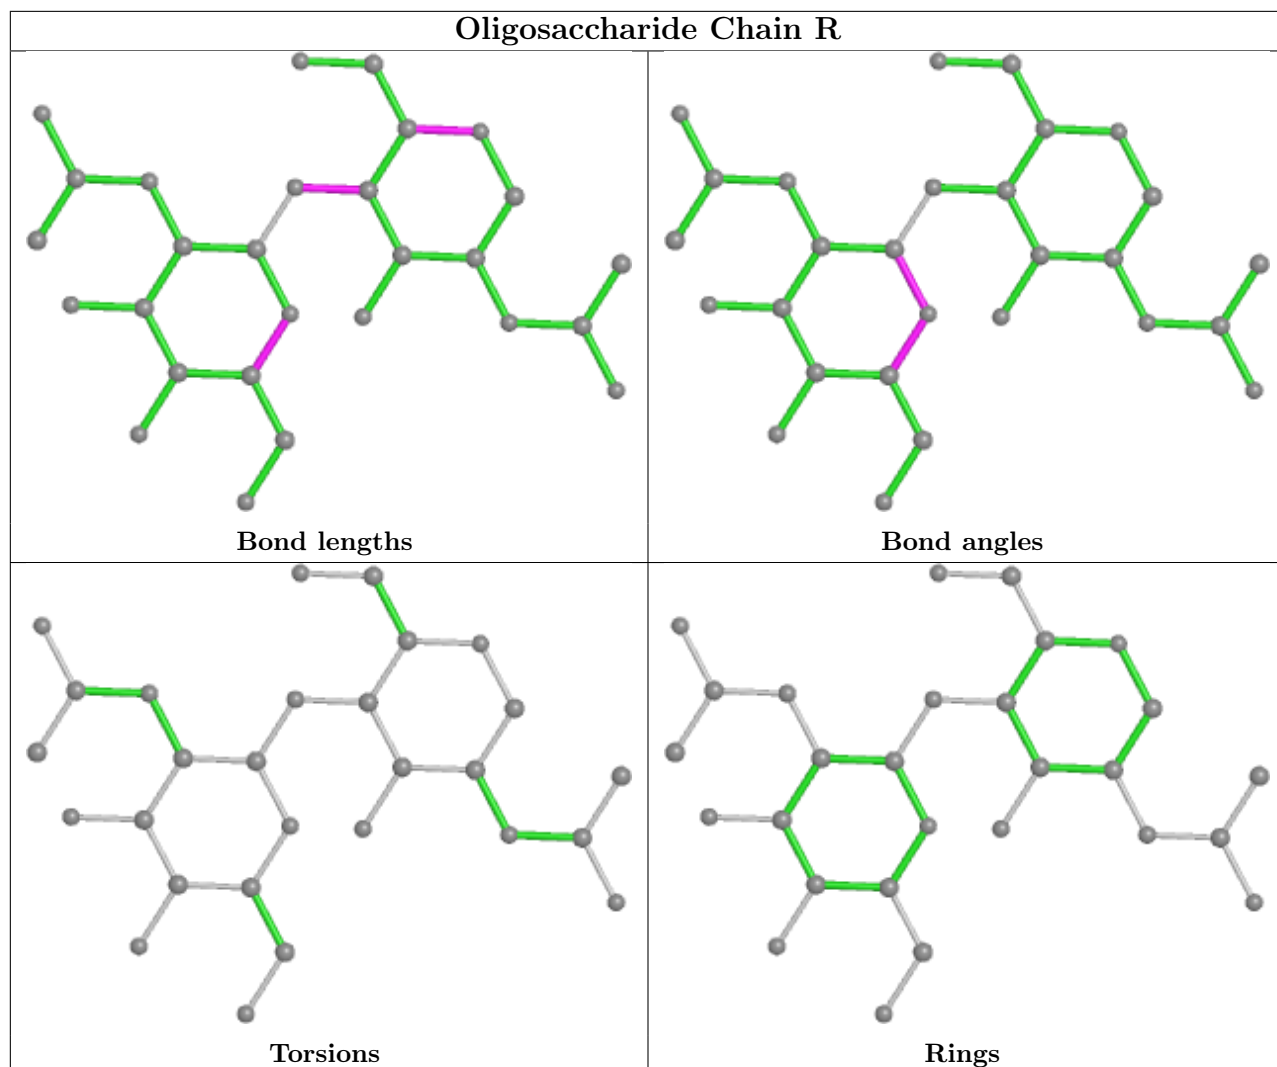 Oligosaccharide Chain R
Bond lengths
Bond angles
Torsions
Rings